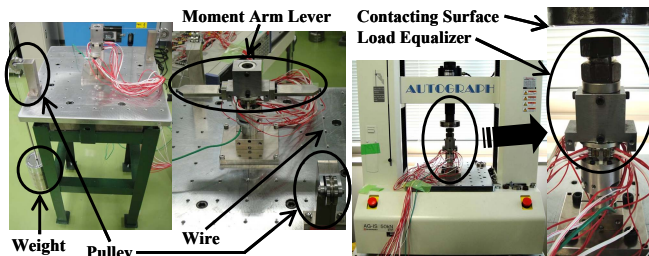 Moment Arm Lever
Contacting Surface
Load Equalizer
AUTOGRAPH
Weight
Pulley
Wire